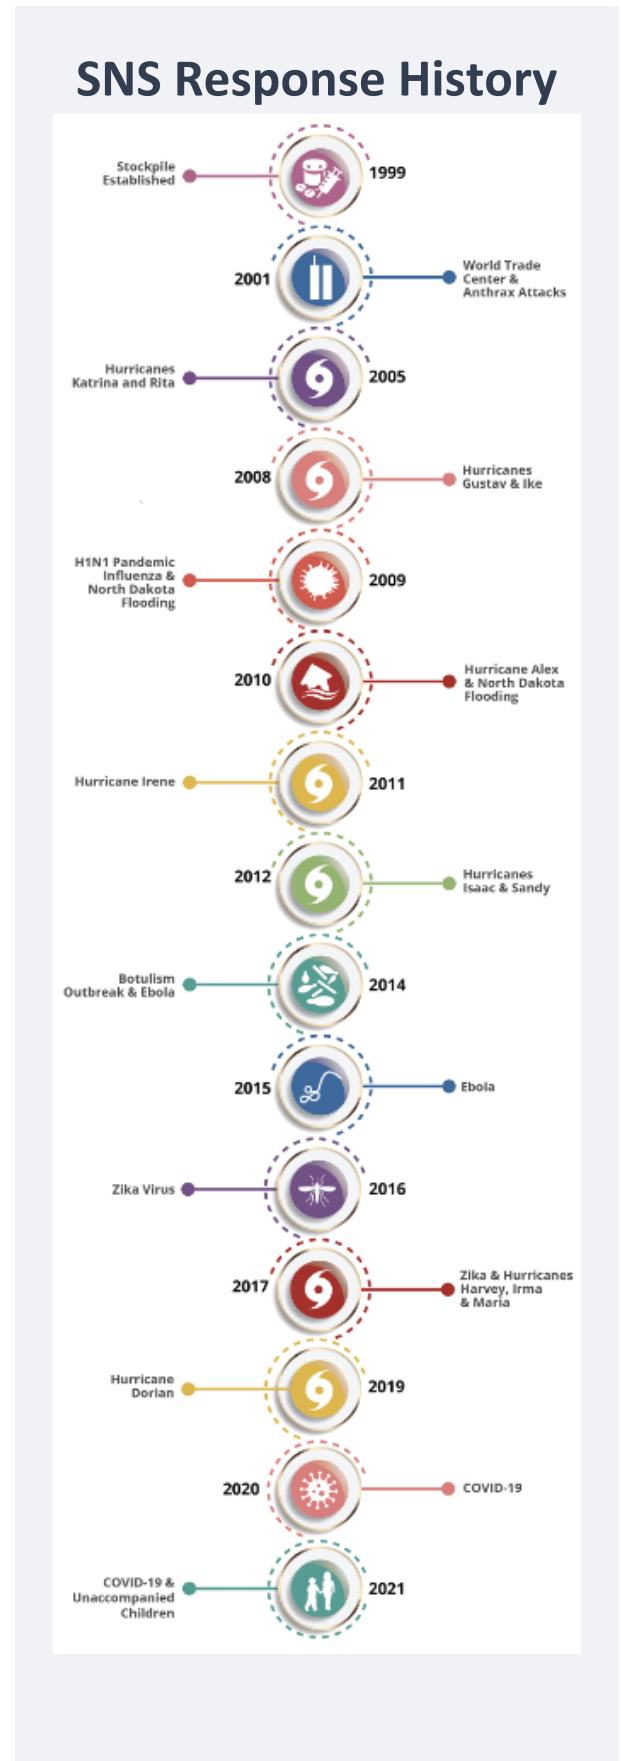 SNS Response History
Stockpile
Established
1999
2001
World Trade
Center &
Anthrax Attacks
Hurricanes
Katrina and Rita
2005
2008
Hurricanes
Gustav & Ike
H1N1 Pandemic
Influenza &
North Dakota
Flooding
2009
2010
Hurricane Alex
& North Dakota
Flooding
Hurricane Irene
2011
2012
Hurricanes
Isaac & Sandy
Botulism
Outbreak & Ebola
2014
2015
Ebola
Zika Virus
2016
2017
Zika & Hurricanes
Harvey, Irma
& Maria
Hurricane
Dorian
2019
2020
COVID-19
COVID-19 &
Unaccompanied
Children
2021